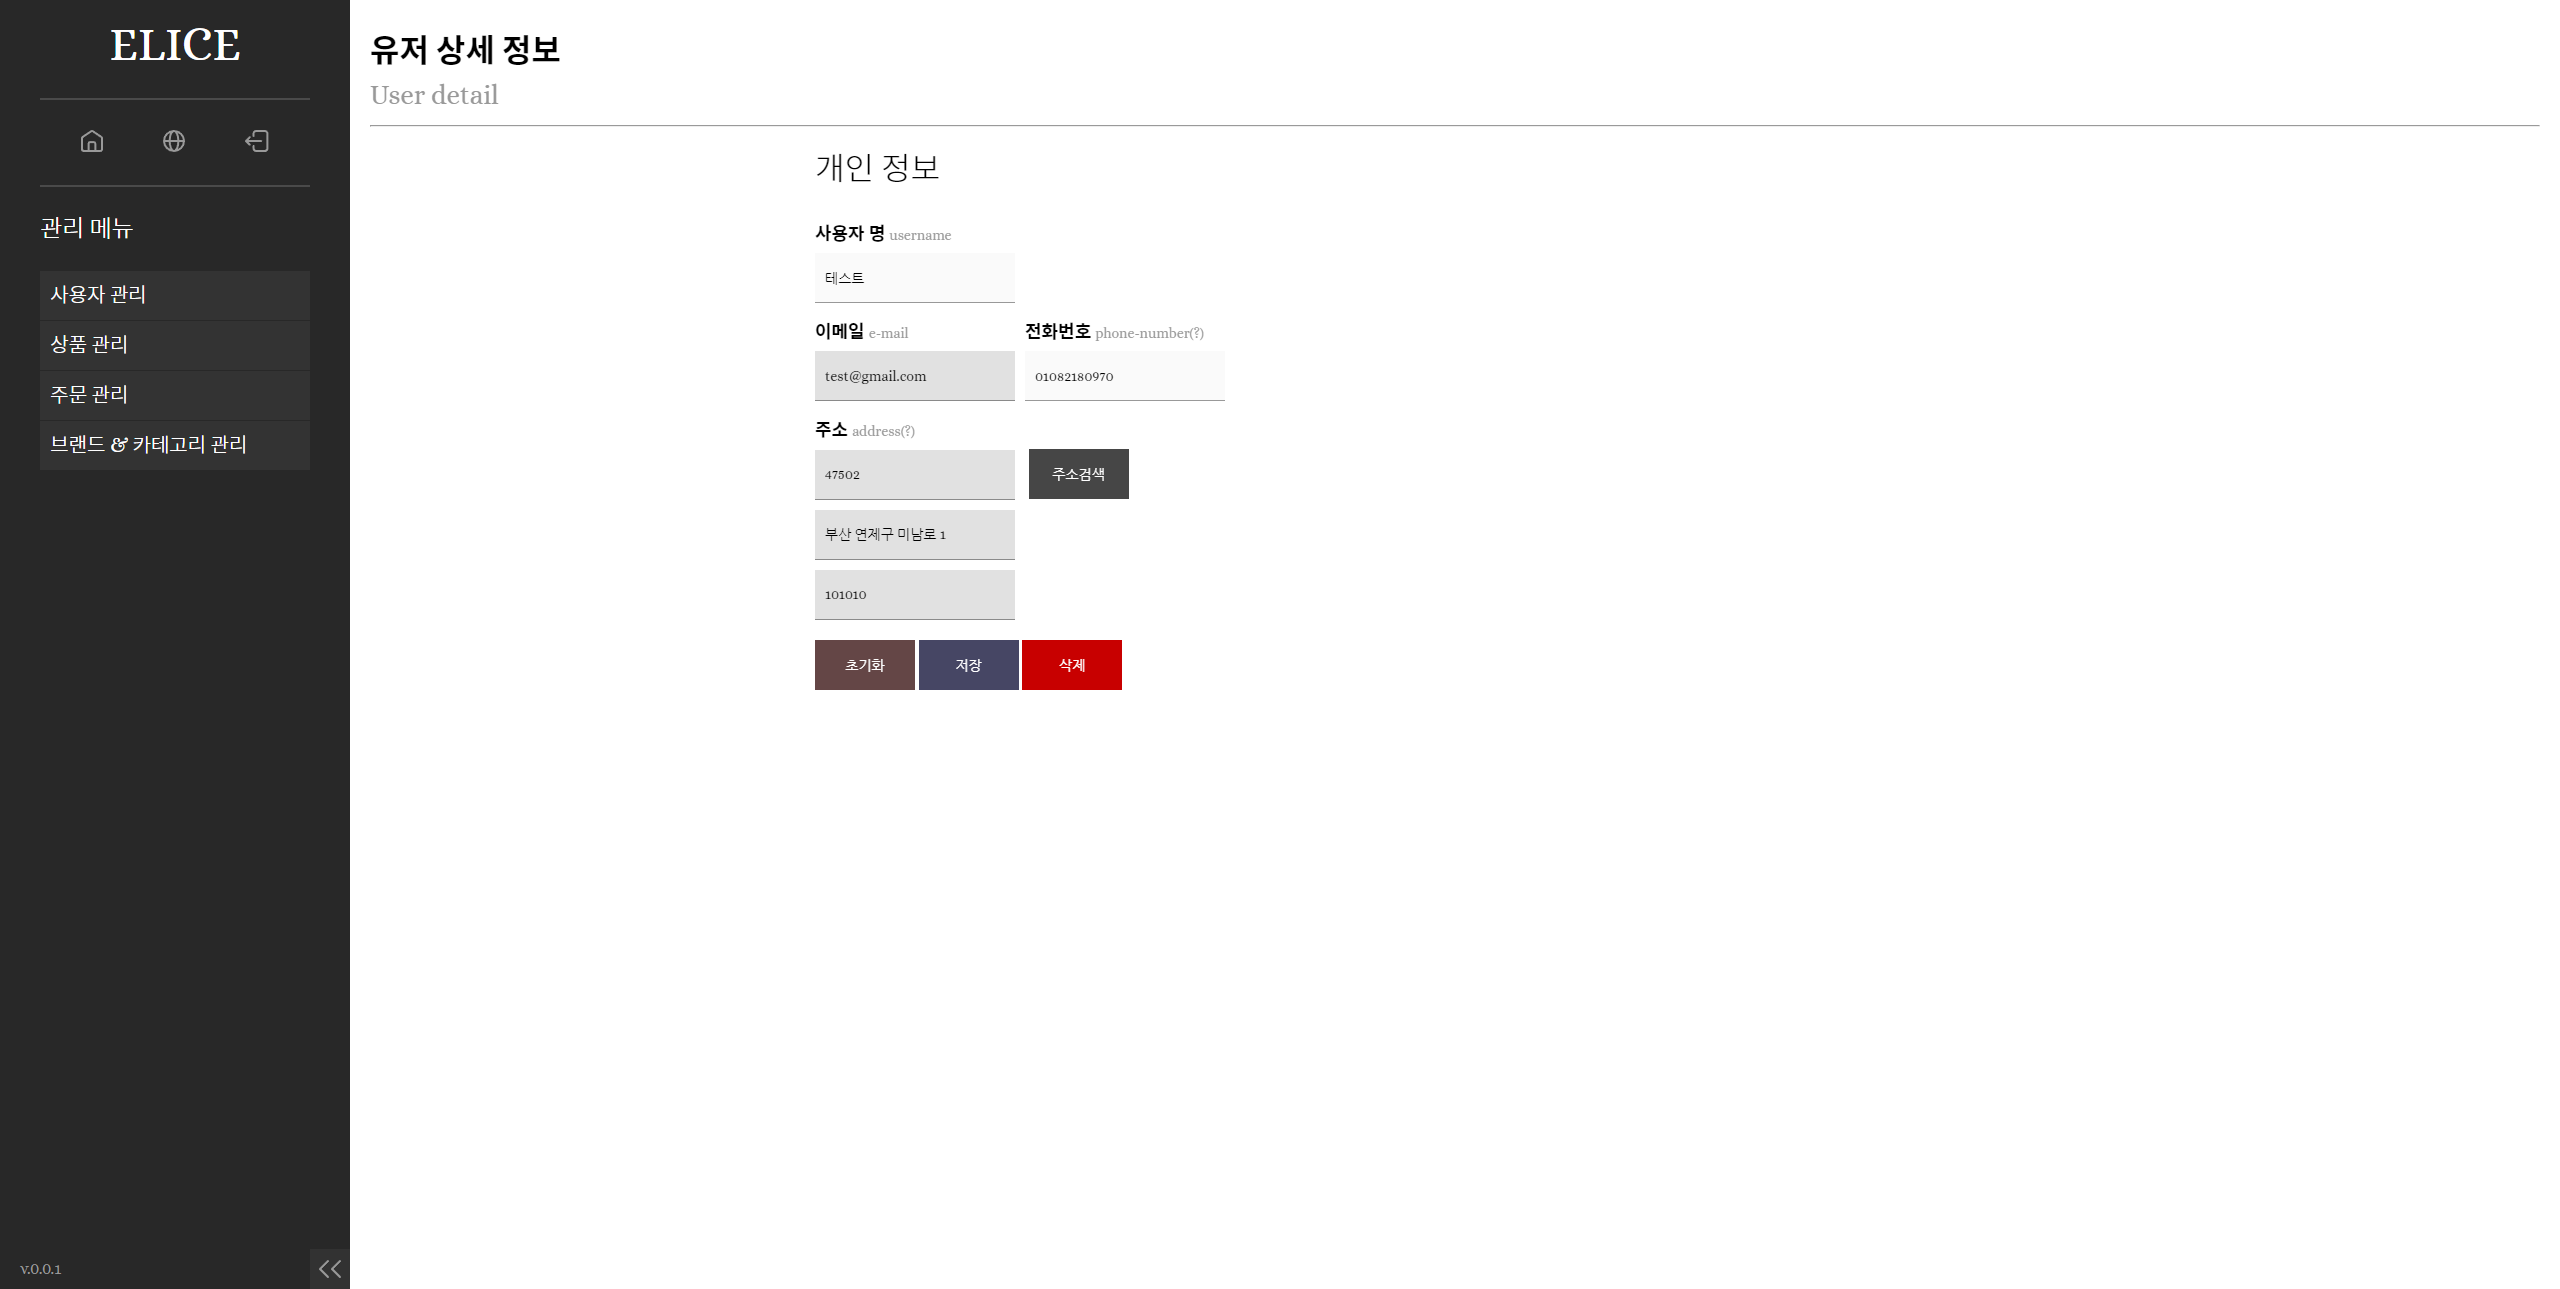 ELICE
관리 메뉴
사용자 관리
상품 관리
주문 관리
브랜드 & 카테고리 관리
v.0.0.1
유저 상세 정보
User detail
개인 정보
사용자 명 username
테스트
이메일 e-mail
test@gmail.com
전화번호 phone-number(?)
01082180970
주소 address(?)
47502
주소검색
부산 연제구 미남로 1
101010
초기화
저장
삭제